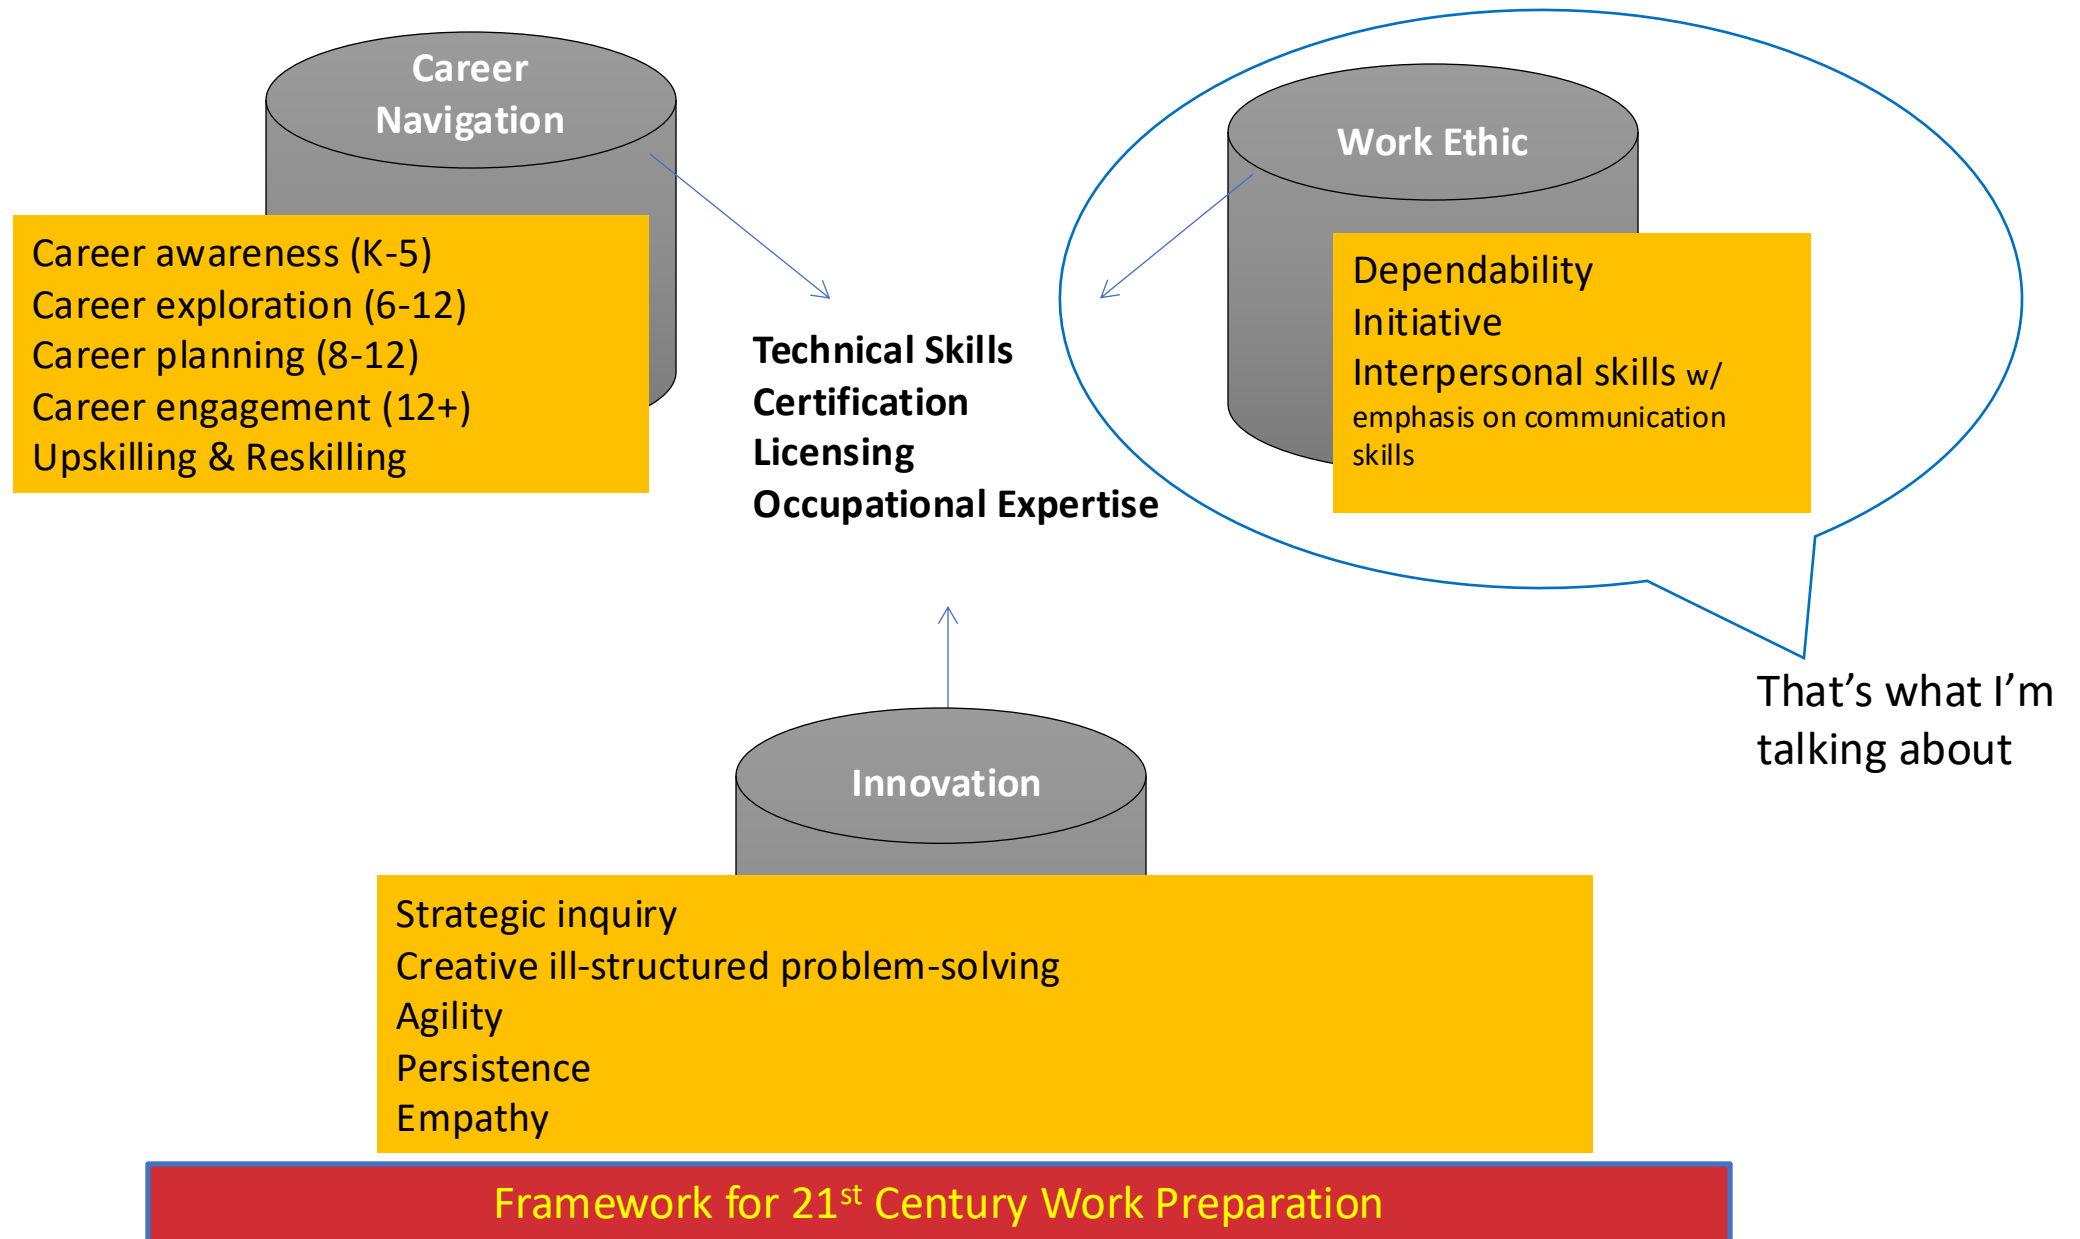 Career
Navigation
Work Ethic
Career awareness (K-5)
Career exploration (6-12)
Career planning (8-12)
Career engagement (12+)
Upskilling & Reskilling
Dependability
Initiative
Interpersonal skills w/
emphasis on communication
skills
Technical Skills
Certification
Licensing
Occupational Expertise
That’s what I’m
talking about
Innovation
Strategic inquiry
Creative ill-structured problem-solving
Agility
Persistence
Empathy
Framework for 21st Century Work Preparation